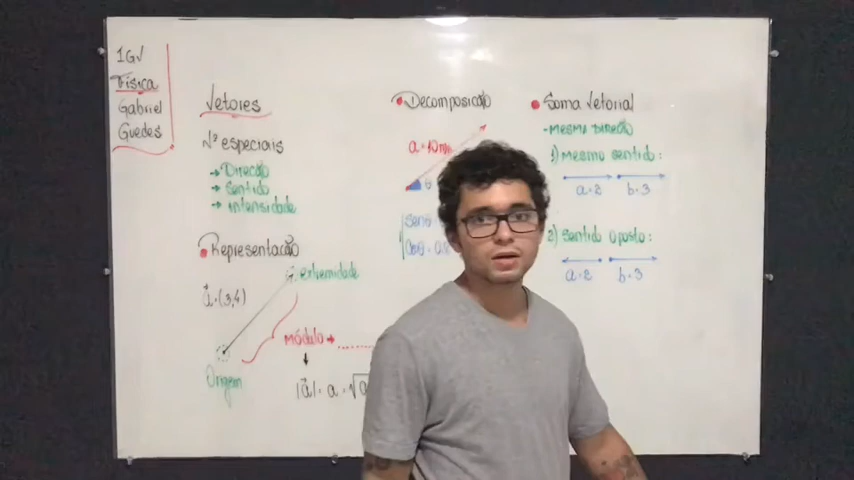 1GV
Física
Gabriel
Guedes
Vetores
Nº especiais
→ Direção
→ Sentido
→ intensidade
Representação
extremidade
a⃗ = (3,4)
módulo →
Origem
|a⃗| = a = √
Decomposição
a = 10
Soma Vetorial
- mesma Direção
1) mesmo sentido:
a = 2 b = 3
2) Sentido oposto:
a = 2 b = 3